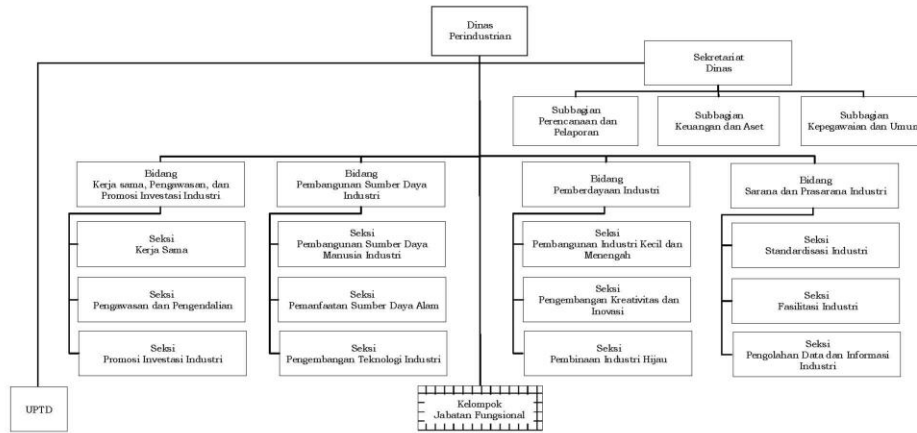 Dinas
Perindustrian
Sekretariat
Dinas
Subbagian
Perencanaan dan
Pelaporan
Subbagian
Keuangan dan Aset
Subbagian
Kepegawaian dan Umum
Bidang
Kerja sama, Pengawasan, dan
Promosi Investasi Industri
Bidang
Pembangunan Sumber Daya
Industri
Bidang
Pemberdayaan Industri
Bidang
Sarana dan Prasarana Industri
Seksi
Kerja Sama
Seksi
Pembangunan Sumber Daya
Manusia Industri
Seksi
Pembangunan Industri Kecil dan
Menengah
Seksi
Standardisasi Industri
Seksi
Pengawasan dan Pengendalian
Seksi
Pemanfaatan Sumber Daya Alam
Seksi
Pengembangan Kreativitas dan
Inovasi
Seksi
Fasilitasi Industri
Seksi
Promosi Investasi Industri
Seksi
Pengembangan Teknologi Industri
Seksi
Pembinaan Industri Hijau
Seksi
Pengolahan Data dan Informasi
Industri
UPTD
Kelompok
Jabatan Fungsional